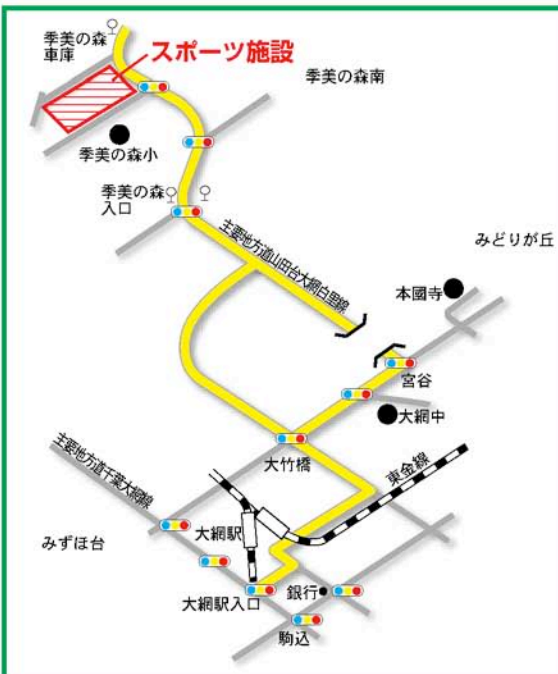 季美の森
車庫
スポーツ施設
季美の森南
季美の森小
季美の森
入口
主要地方道山田台大網白里線
みどりが丘
本國寺
宮谷
大網中
大竹橋
主要地方道千葉大網線
東金線
大網駅
みずほ台
大網駅入口
銀行
駒込